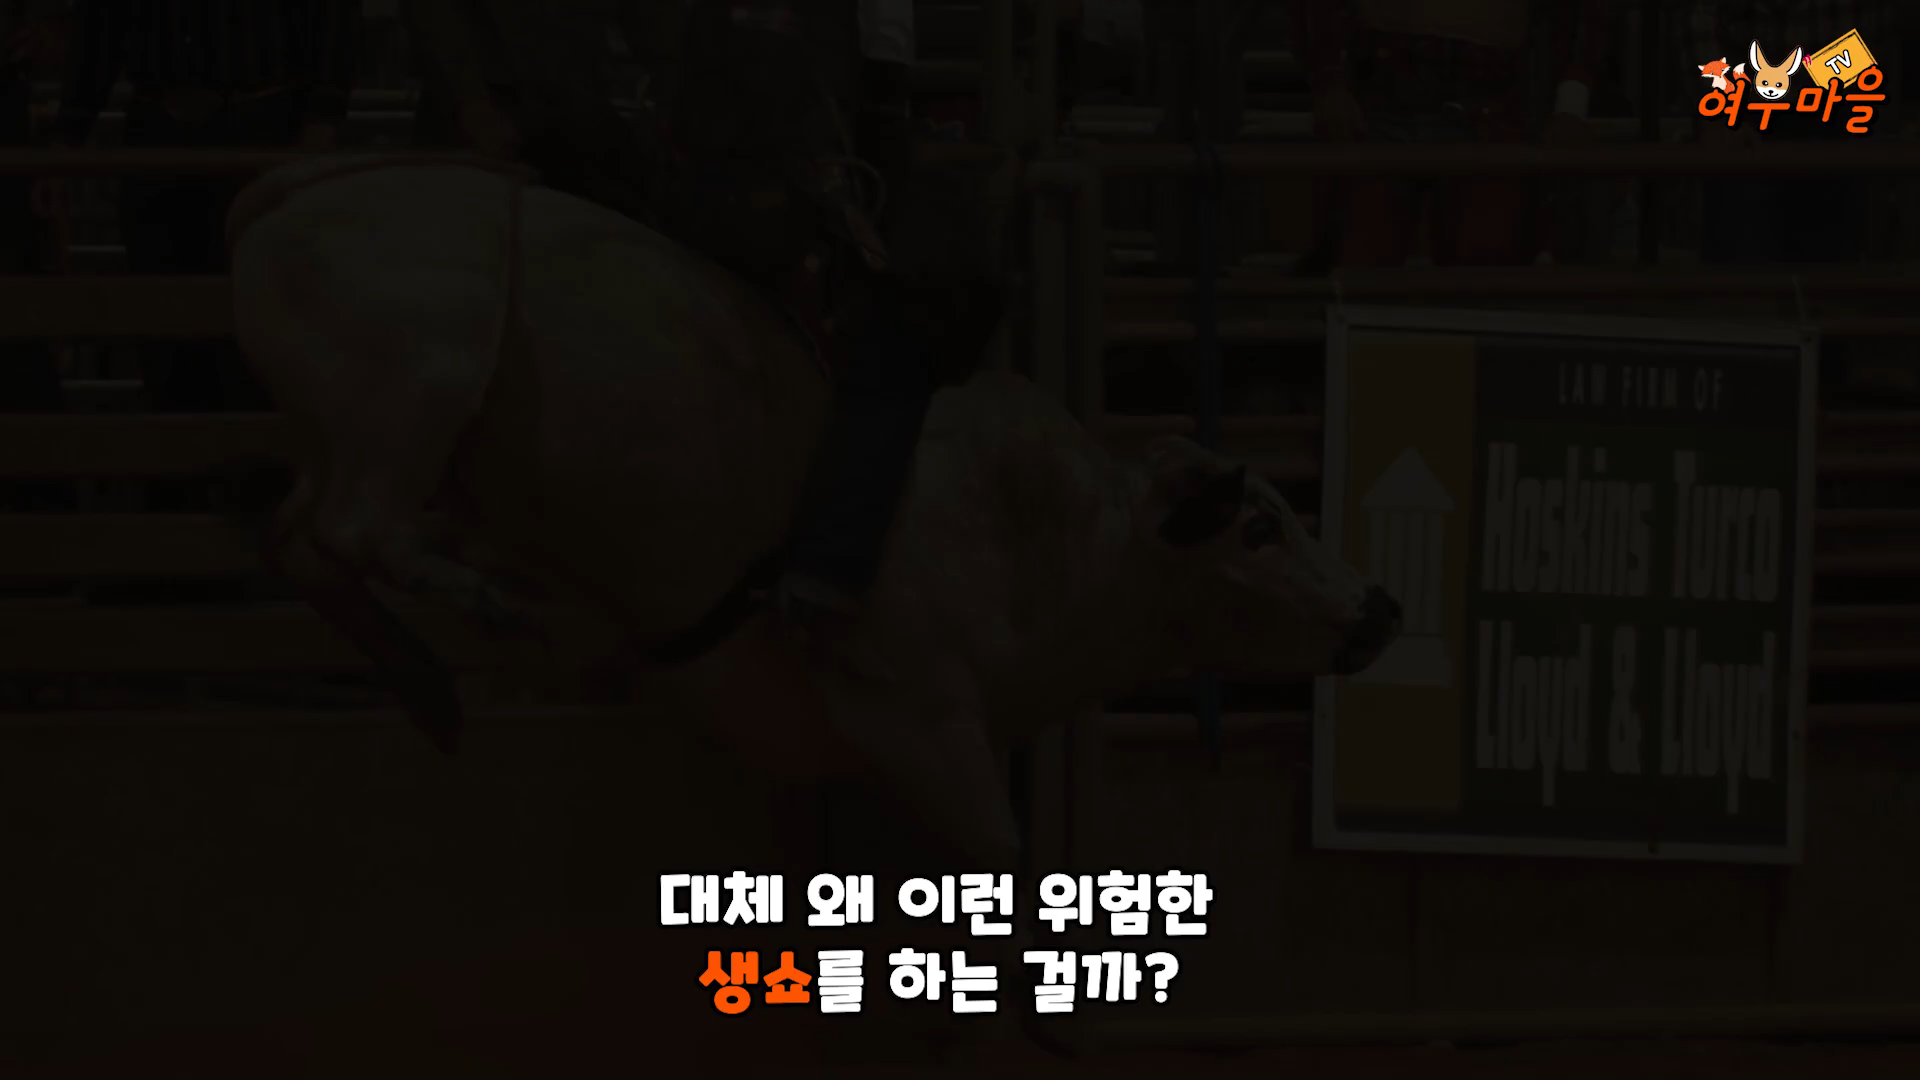 TV
여우마을
LAW FIRM OF
Hoskins Turco
Lloyd & Lloyd
대체 왜 이런 위험한
생쇼를 하는 걸까?